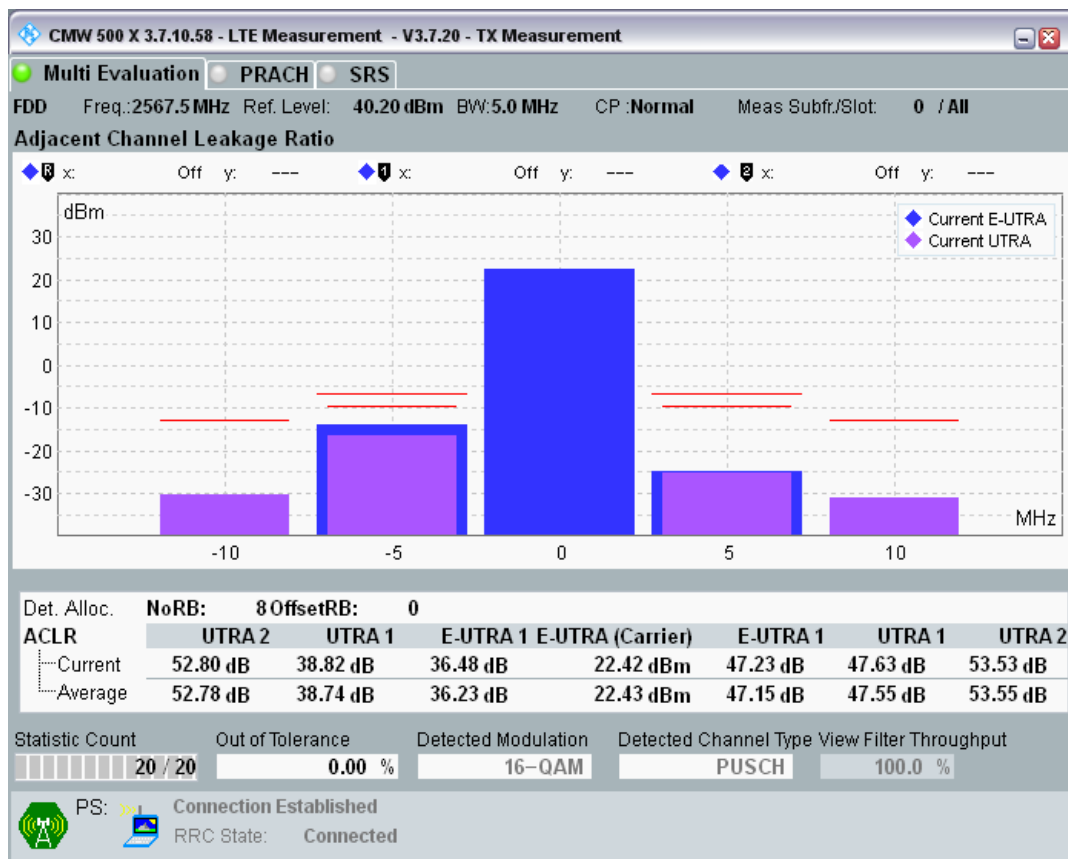 CMW 500 X 3.7.10.58 - LTE Measurement - V3.7.20 - TX Measurement
Multi Evaluation PRACH SRS
FDD Freq.:2567.5 MHz Ref. Level: 40.20 dBm BW:5.0 MHz CP :Normal Meas Subfr./Slot: 0 / All
Adjacent Channel Leakage Ratio
R x: Off y: --- 1 x: Off y: --- 2 x: Off y: ---
dBm
Current E-UTRA
Current UTRA
30
20
10
0
-10
-20
-30
MHz
-10 -5 0 5 10
Det. Alloc. NoRB: 8 OffsetRB: 0
ACLR UTRA 2 UTRA 1 E-UTRA 1 E-UTRA (Carrier) E-UTRA 1 UTRA 1 UTRA 2
Current 52.80 dB 38.82 dB 36.48 dB 22.42 dBm 47.23 dB 47.63 dB 53.53 dB
Average 52.78 dB 38.74 dB 36.23 dB 22.43 dBm 47.15 dB 47.55 dB 53.55 dB
Statistic Count Out of Tolerance Detected Modulation Detected Channel Type View Filter Throughput
20 / 20 0.00 % 16-QAM PUSCH 100.0 %
PS: Connection Established
RRC State: Connected